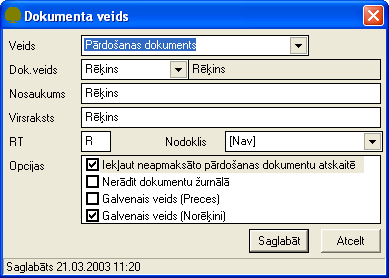 Dokumenta veids
Veids Pārdošanas dokuments
Dok.veids Rēķins Rēķins
Nosaukums Rēķins
Virsraksts Rēķins
RT R Nodoklis [Nav]
Opcijas Iekļaut neapmaksāto pārdošanas dokumentu atskaitē
Nerādīt dokumentu žurnālā
Galvenais veids (Preces)
Galvenais veids (Norēķini)
Saglabāt Atcelt
Saglabāts 21.03.2003 11:20